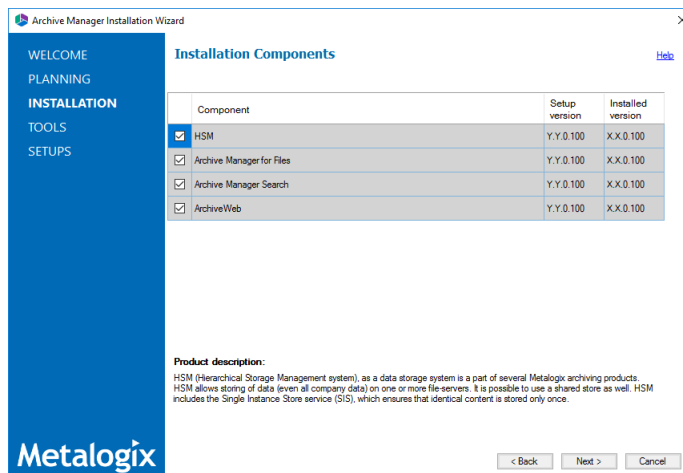 Archive Manager Installation Wizard
WELCOME
PLANNING
INSTALLATION
TOOLS
SETUPS
Installation Components
Help
Component
Setup version
Installed version
HSM
Y.Y.0.100
X.X.0.100
Archive Manager for Files
Y.Y.0.100
X.X.0.100
Archive Manager Search
Y.Y.0.100
X.X.0.100
ArchiveWeb
Y.Y.0.100
X.X.0.100
Product description:
HSM (Hierarchical Storage Management system), as a data storage system is a part of several Metalogix archiving products.
HSM allows storing of data (even all company data) on one or more file-servers. It is possible to use a shared store as well. HSM
includes the Single Instance Store service (SIS), which ensures that identical content is stored only once.
Metalogix
< Back
Next >
Cancel